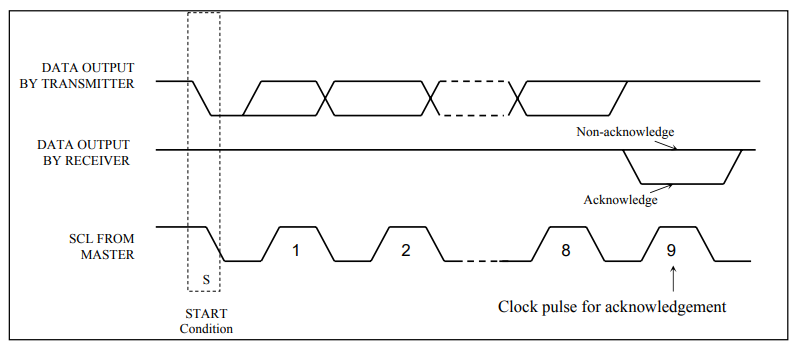 DATA OUTPUT
BY TRANSMITTER
DATA OUTPUT
BY RECEIVER
Non-acknowledge
Acknowledge
SCL FROM
MASTER
1
2
8
9
S
START
Condition
Clock pulse for acknowledgement